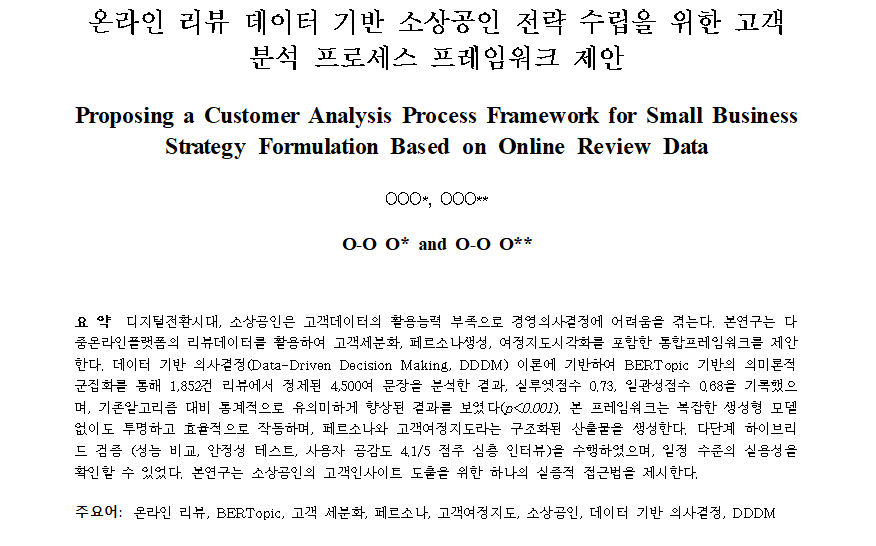 온라인 리뷰 데이터 기반 소상공인 전략 수립을 위한 고객
분석 프로세스 프레임워크 제안
Proposing a Customer Analysis Process Framework for Small Business
Strategy Formulation Based on Online Review Data
OOO*, OOO**
O-O O* and O-O O**
요 약 디지털전환시대, 소상공인은 고객데이터의 활용능력 부족으로 경영의사결정에 어려움을 겪는다. 본연구는 다
중온라인플랫폼의 리뷰데이터를 활용하여 고객세분화, 페르소나생성, 여정지도시각화를 포함한 통합프레임워크를 제안
한다. 데이터 기반 의사결정(Data-Driven Decision Making, DDDM) 이론에 기반하여 BERTopic 기반의 의미론적
군집화를 통해 1,852건 리뷰에서 정제된 4,500여 문장을 분석한 결과, 실루엣점수 0.73, 일관성점수 0.68을 기록했으
며, 기존알고리즘 대비 통계적으로 유의미하게 향상된 결과를 보였다(p<0.001). 본 프레임워크는 복잡한 생성형 모델
없이도 투명하고 효율적으로 작동하며, 페르소나와 고객여정지도라는 구조화된 산출물을 생성한다. 다단계 하이브리
드 검증 (성능 비교, 안정성 테스트, 사용자 공감도 4.1/5 점주 심층 인터뷰)을 수행하였으며, 일정 수준의 실용성을
확인할 수 있었다. 본연구는 소상공인의 고객인사이트 도출을 위한 하나의 실증적 접근법을 제시한다.
주요어: 온라인 리뷰, BERTopic, 고객 세분화, 페르소나, 고객여정지도, 소상공인, 데이터 기반 의사결정, DDDM